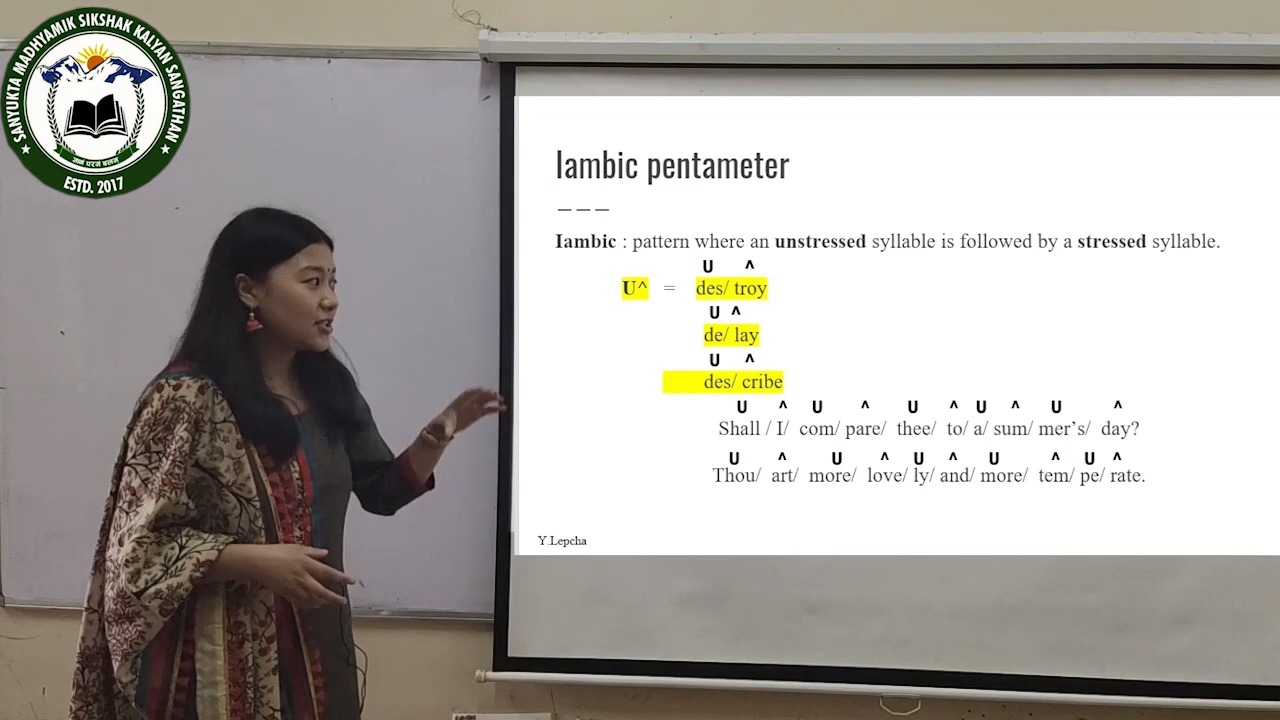 SANYUKTA MADHYAMIK SIKSHAK KALYAN SANGATHAN
ESTD. 2017
Iambic pentameter
Iambic : pattern where an unstressed syllable is followed by a stressed syllable.
U ^
U^ = des/ troy
U ^
de/ lay
U ^
des/ cribe
U ^ U ^ U ^ U ^ U ^
Shall / I/ com/ pare/ thee/ to/ a/ sum/ mer's/ day?
U ^ U ^ U ^ U ^ U ^
Thou/ art/ more/ love/ ly/ and/ more/ tem/ pe/ rate.
Y.Lepcha